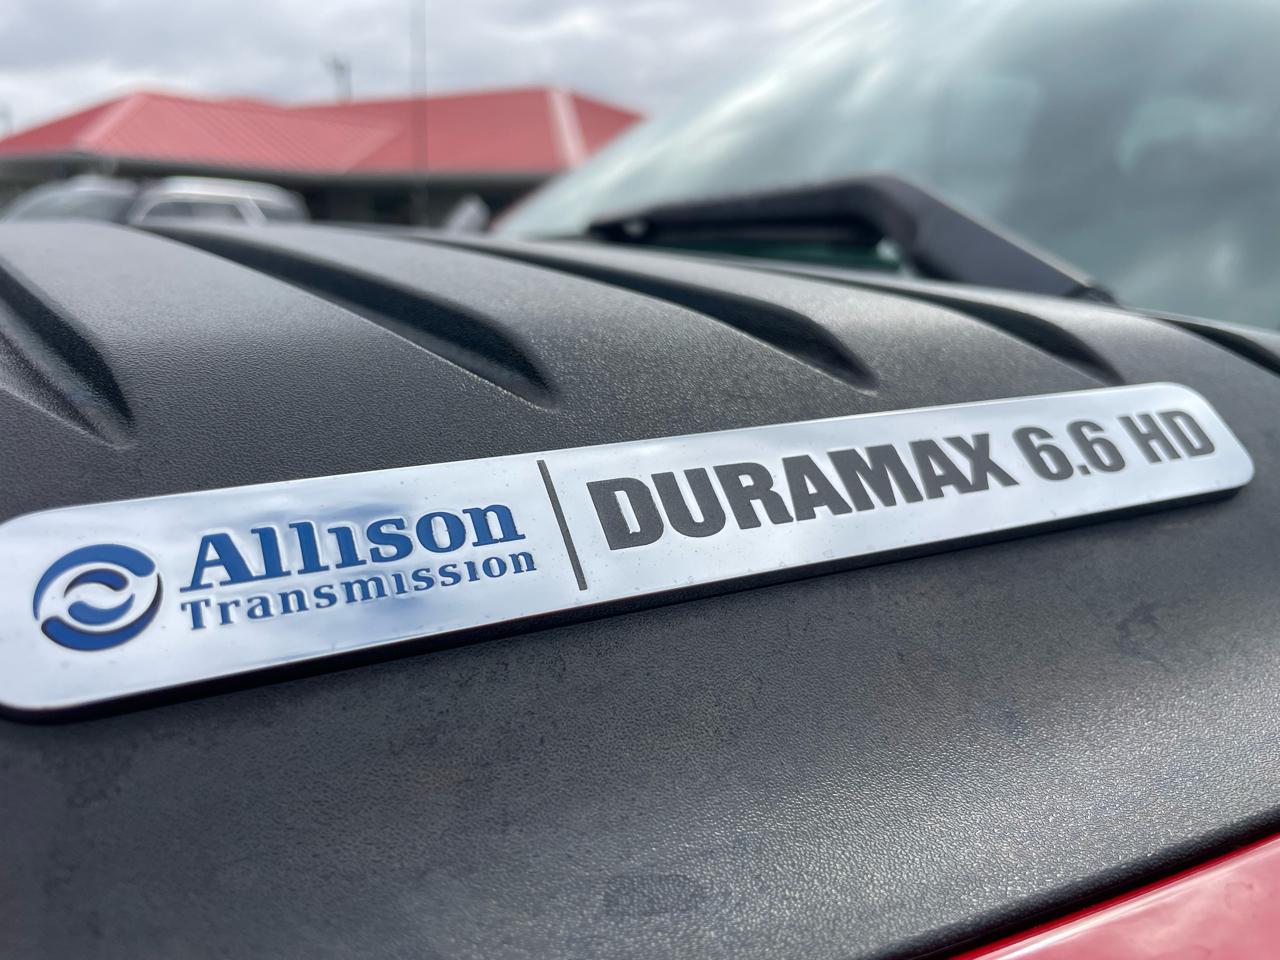 Allison
Transmission
DURAMAX 6.6 HD